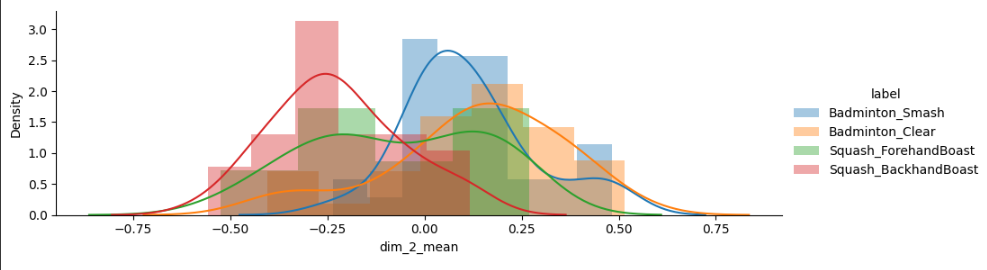 3.0
2.5
2.0
1.5
1.0
0.5
0.0
Density
−0.75
−0.50
−0.25
0.00
0.25
0.50
0.75
dim_2_mean
label
Badminton_Smash
Badminton_Clear
Squash_ForehandBoast
Squash_BackhandBoast